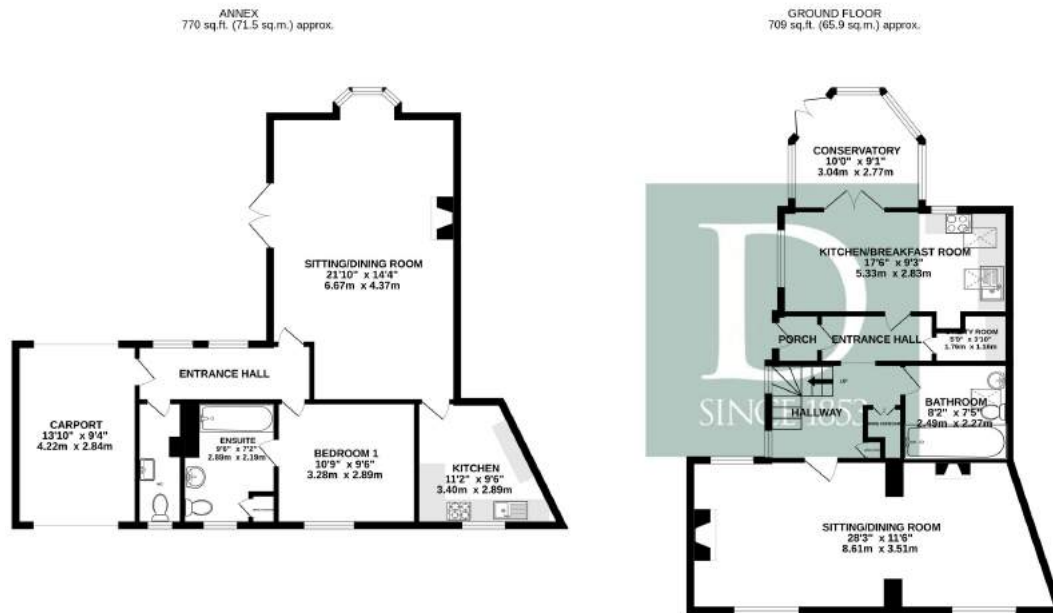 ANNEX
770 sq.ft. (71.5 sq.m.) approx.
SITTING/DINING ROOM
21'10" x 14'4"
6.67m x 4.37m
ENTRANCE HALL
CARPORT
13'10" x 9'4"
4.22m x 2.84m
ENSUITE
9'6" x 7'2"
2.89m x 2.19m
BEDROOM 1
10'9" x 9'6"
3.28m x 2.89m
KITCHEN
11'2" x 9'6"
3.40m x 2.89m
GROUND FLOOR
709 sq.ft. (65.9 sq.m.) approx.
CONSERVATORY
10'0" x 9'1"
3.04m x 2.77m
D
KITCHEN/BREAKFAST ROOM
17'6" x 9'3"
5.33m x 2.83m
PORCH
ENTRANCE HALL
ROOM
5'9" x 3'10"
1.76m x 1.16m
UP
SINCE 1853
HALLWAY
BATHROOM
8'2" x 7'5"
2.49m x 2.27m
SITTING/DINING ROOM
28'3" x 11'6"
8.61m x 3.51m